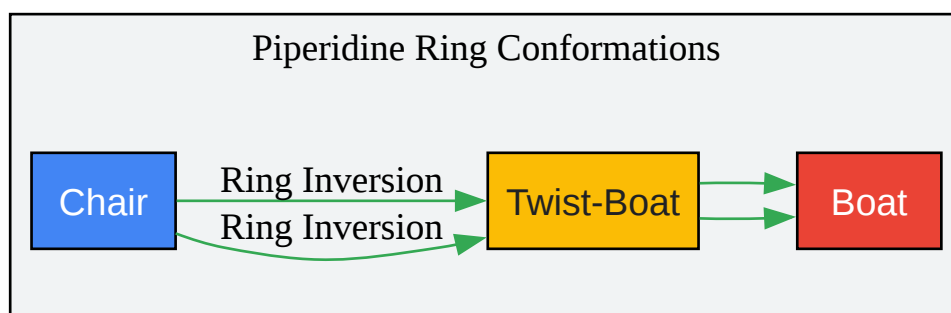 Piperidine Ring Conformations
Ring Inversion
Chair
Twist-Boat
Boat
Ring Inversion